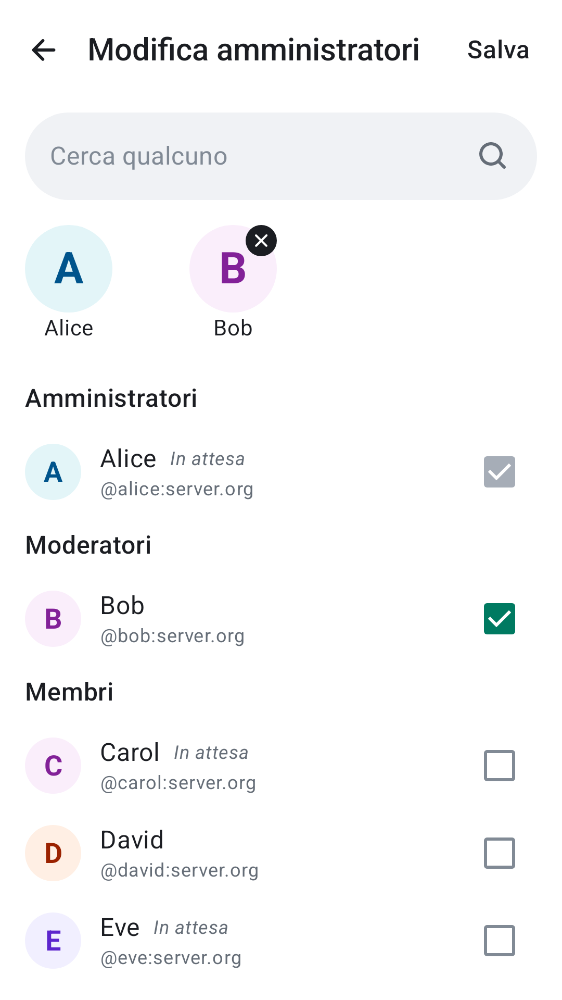 Modifica amministratori Salva
Cerca qualcuno
A B
Alice Bob
Amministratori
A Alice In attesa
@alice:server.org
Moderatori
B Bob
@bob:server.org
Membri
C Carol In attesa
@carol:server.org
D David
@david:server.org
E Eve In attesa
@eve:server.org